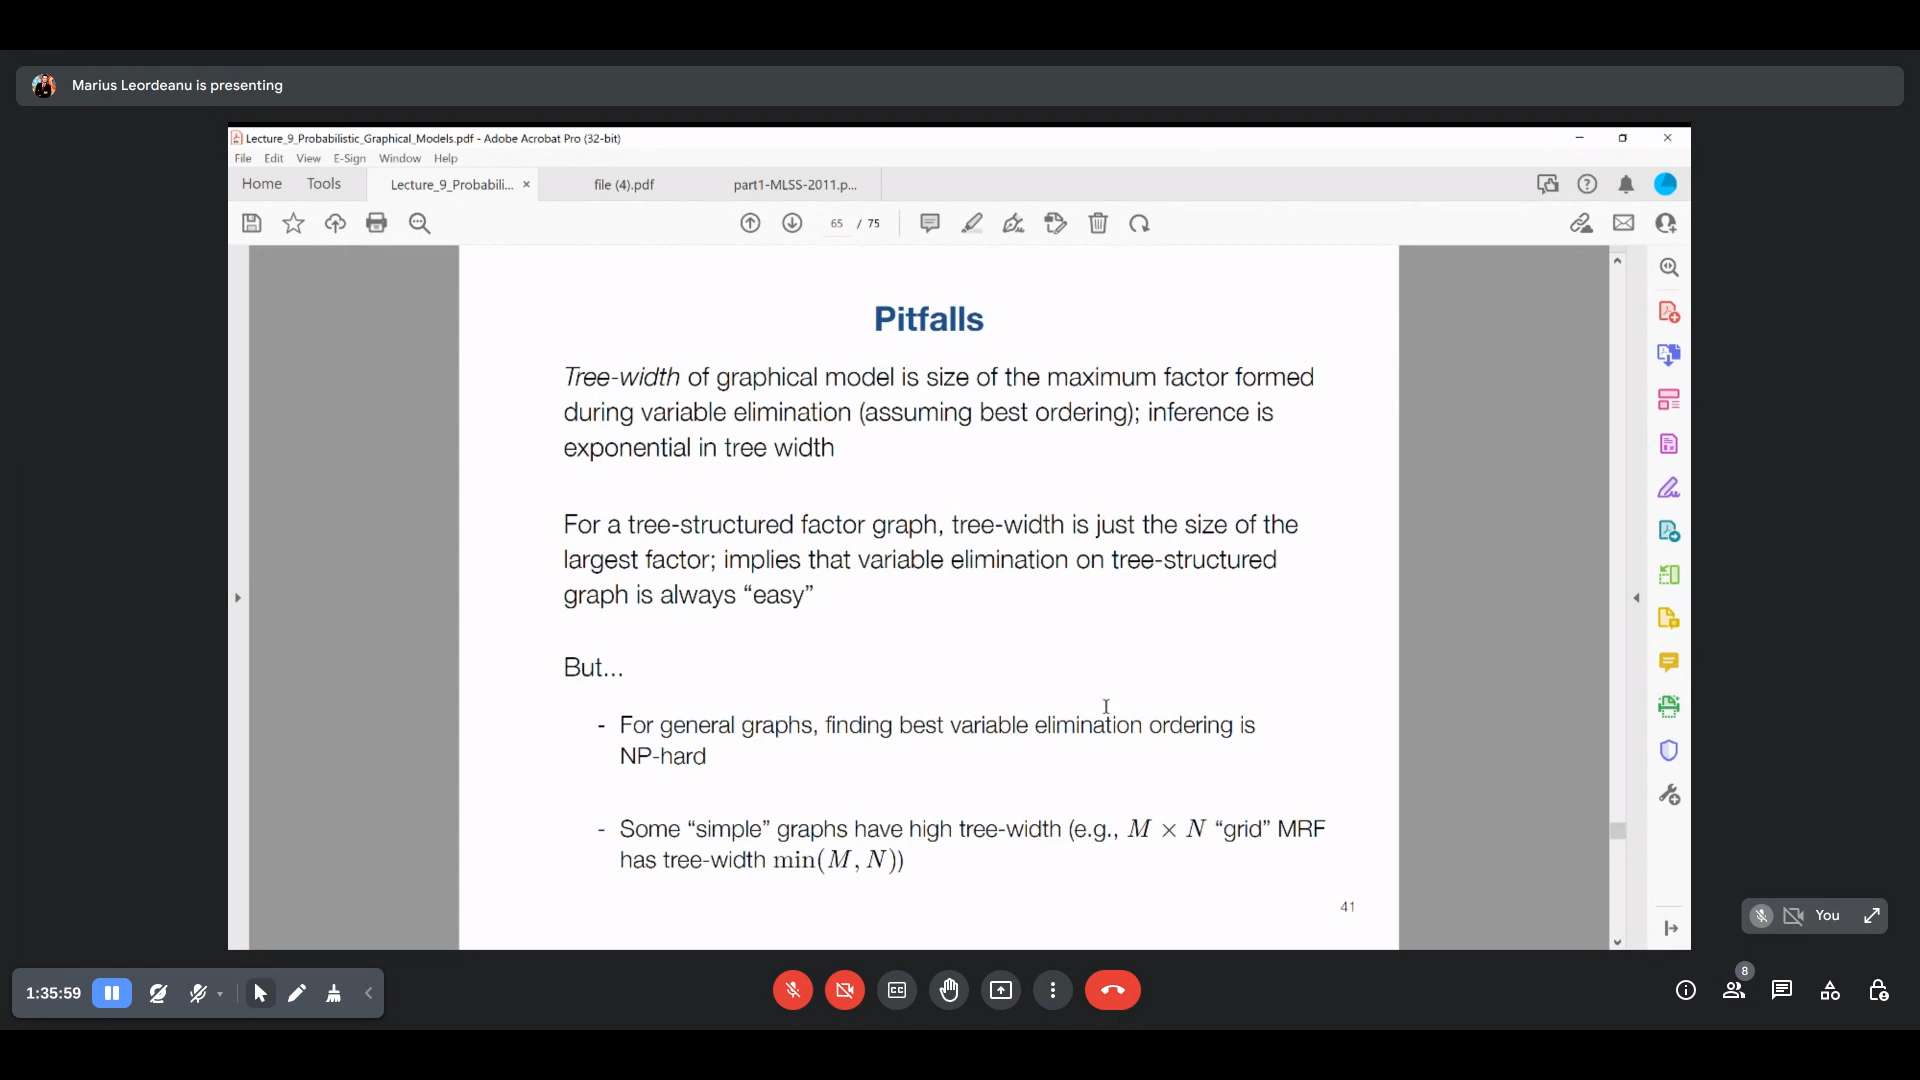 Marius Leordeanu is presenting
Lecture_9_Probabilistic_Graphical_Models.pdf - Adobe Acrobat Pro (32-bit)
File Edit View E-Sign Window Help
Home Tools Lecture_9_Probabili... × file (4).pdf part1-MLSS-2011.p...
65 / 75
Pitfalls
Tree-width of graphical model is size of the maximum factor formed
during variable elimination (assuming best ordering); inference is
exponential in tree width
For a tree-structured factor graph, tree-width is just the size of the
largest factor; implies that variable elimination on tree-structured
graph is always “easy”
But...
- For general graphs, finding best variable elimination ordering is
NP-hard
- Some “simple” graphs have high tree-width (e.g., M × N “grid” MRF
has tree-width min(M, N))
41
You
1:35:59
8